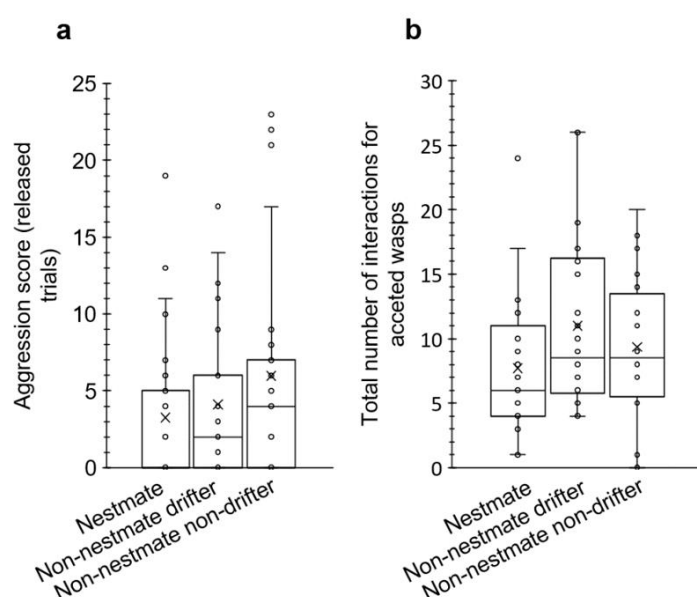 a
b
25
20
15
10
5
0
Aggression score (released
trials)
Nestmate
Non-nestmate drifter
Non-nestmate non-drifter
30
25
20
15
10
5
0
Total number of interactions for
acceted wasps
Nestmate
Non-nestmate drifter
Non-nestmate non-drifter